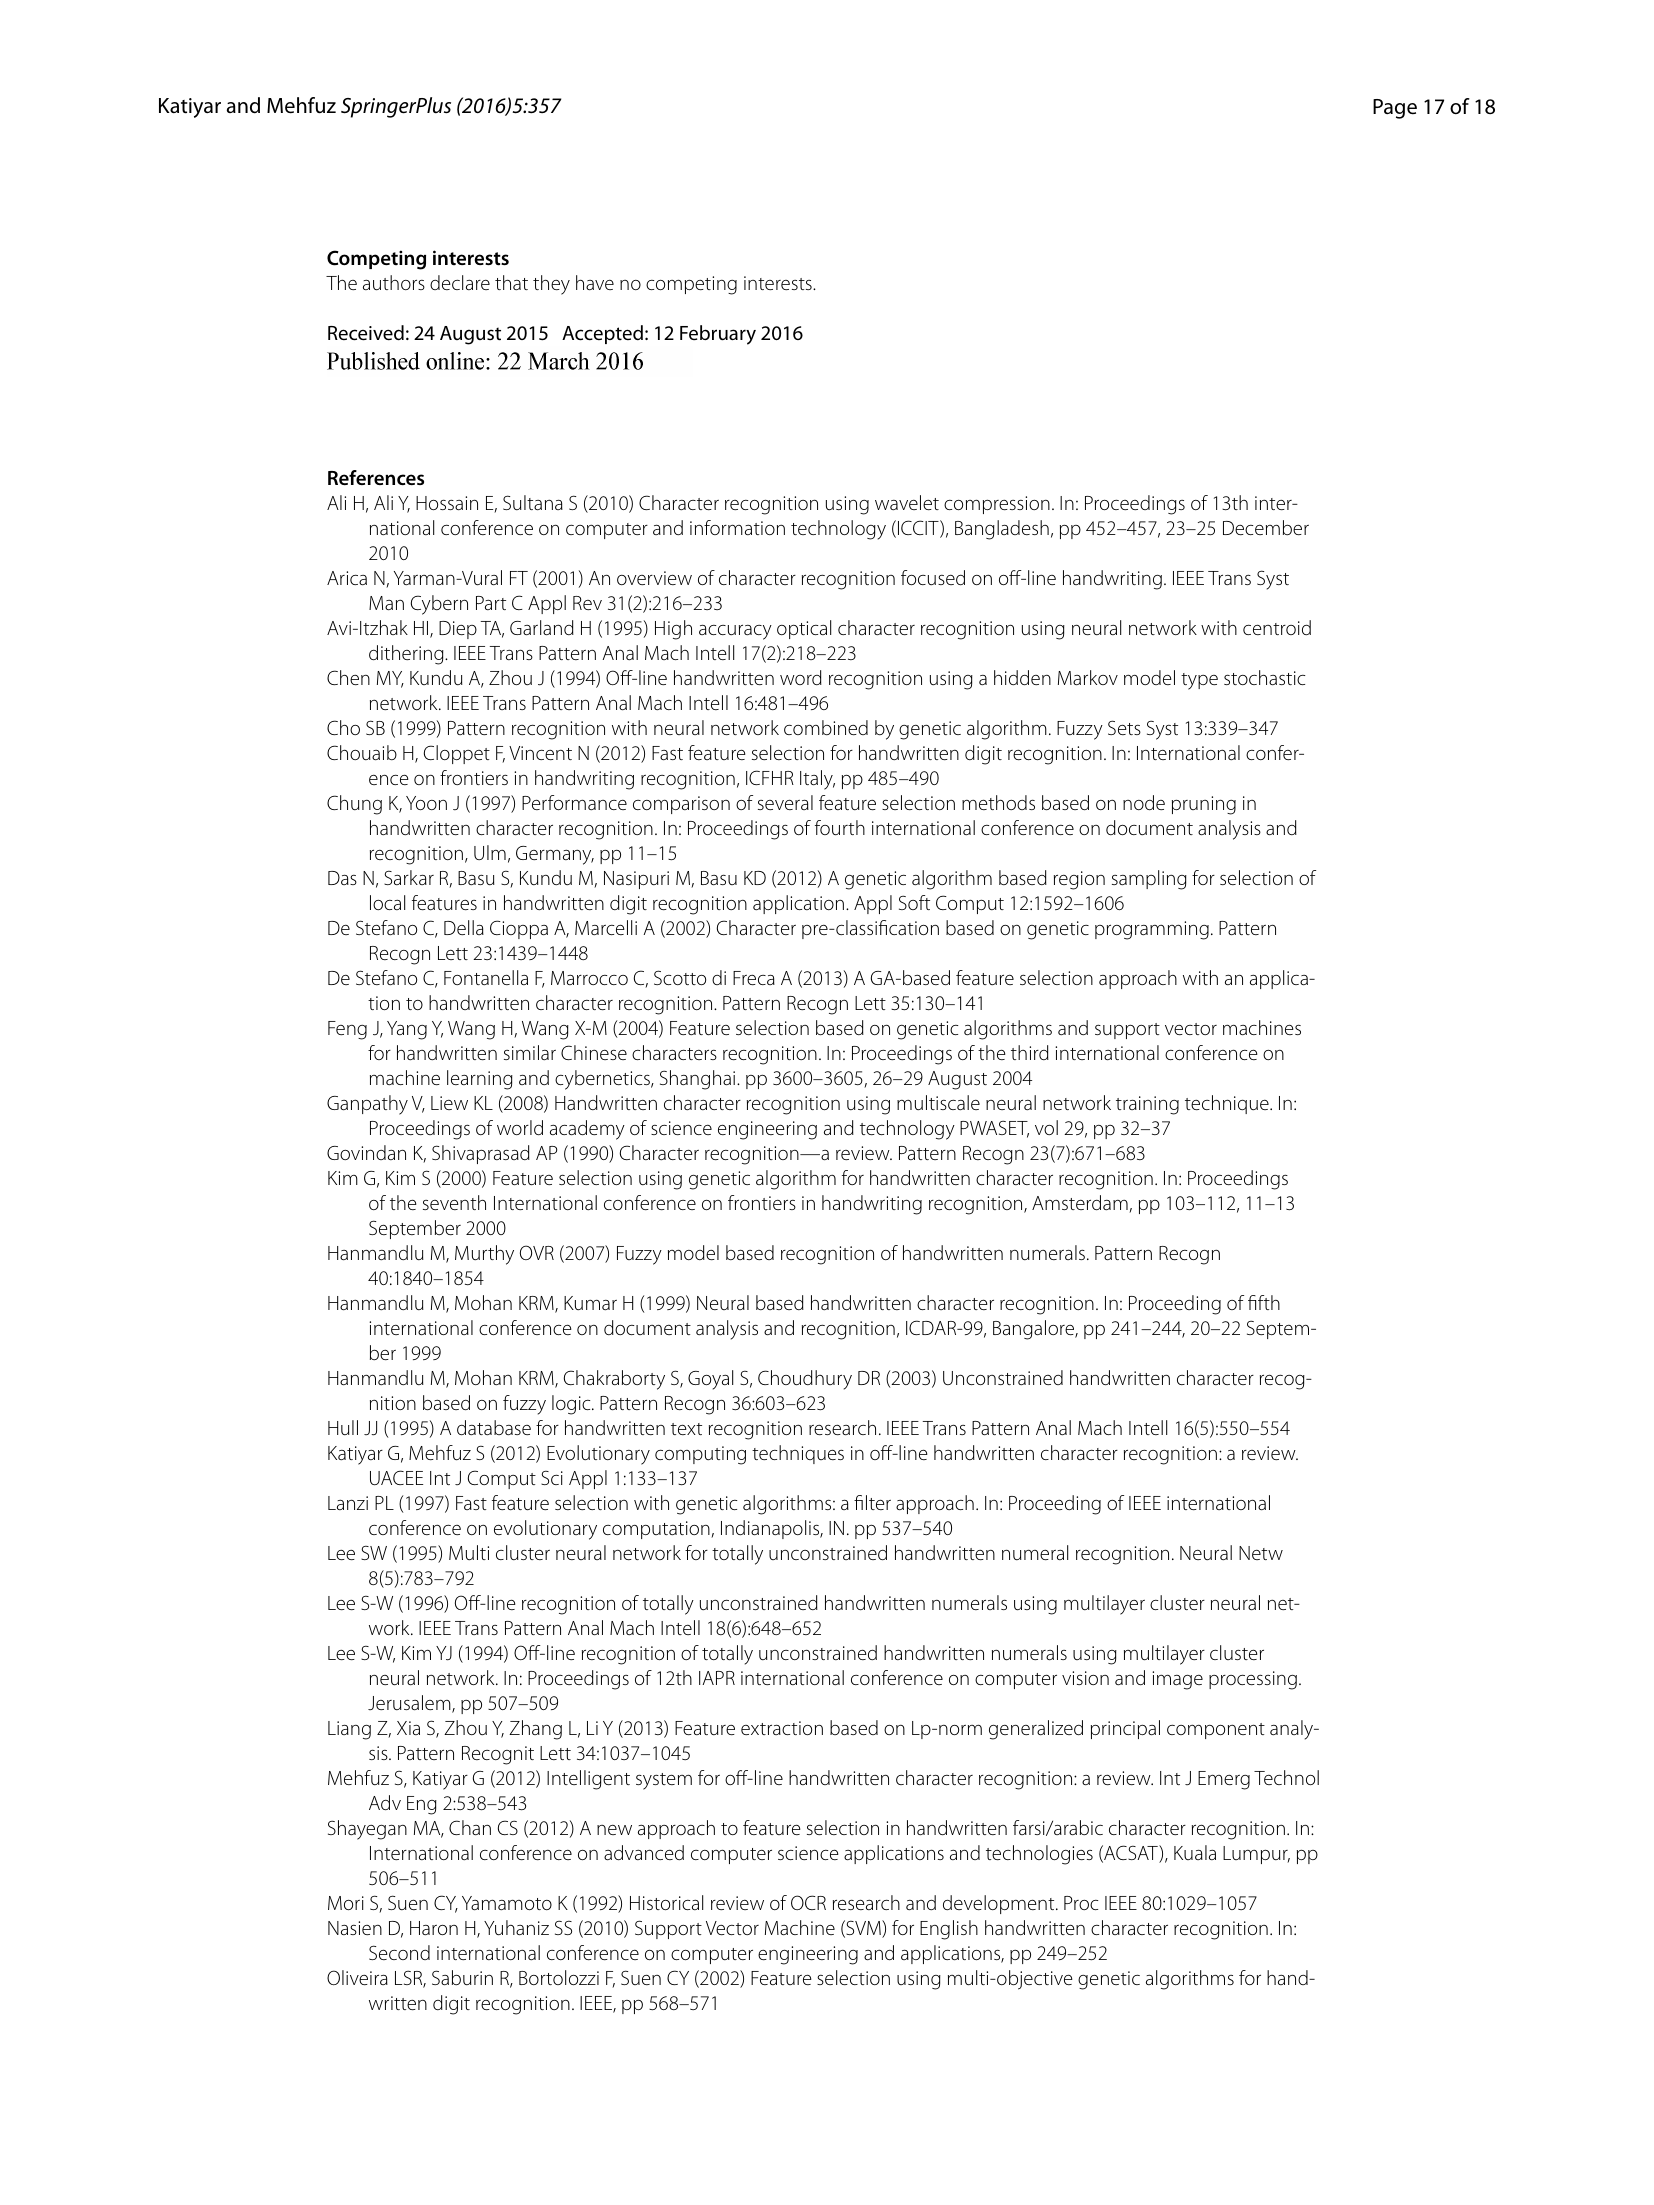 Katiyar and Mehfuz SpringerPlus (2016)5:357
Page 17 of 18
Competing interests
The authors declare that they have no competing interests.
Received: 24 August 2015 Accepted: 12 February 2016
Published online: 22 March 2016
References
Ali H, Ali Y, Hossain E, Sultana S (2010) Character recognition using wavelet compression. In: Proceedings of 13th inter-
national conference on computer and information technology (ICCIT), Bangladesh, pp 452–457, 23–25 December
2010
Arica N, Yarman-Vural FT (2001) An overview of character recognition focused on off-line handwriting. IEEE Trans Syst
Man Cybern Part C Appl Rev 31(2):216–233
Avi-Itzhak HI, Diep TA, Garland H (1995) High accuracy optical character recognition using neural network with centroid
dithering. IEEE Trans Pattern Anal Mach Intell 17(2):218–223
Chen MY, Kundu A, Zhou J (1994) Off-line handwritten word recognition using a hidden Markov model type stochastic
network. IEEE Trans Pattern Anal Mach Intell 16:481–496
Cho SB (1999) Pattern recognition with neural network combined by genetic algorithm. Fuzzy Sets Syst 13:339–347
Chouaib H, Cloppet F, Vincent N (2012) Fast feature selection for handwritten digit recognition. In: International confer-
ence on frontiers in handwriting recognition, ICFHR Italy, pp 485–490
Chung K, Yoon J (1997) Performance comparison of several feature selection methods based on node pruning in
handwritten character recognition. In: Proceedings of fourth international conference on document analysis and
recognition, Ulm, Germany, pp 11–15
Das N, Sarkar R, Basu S, Kundu M, Nasipuri M, Basu KD (2012) A genetic algorithm based region sampling for selection of
local features in handwritten digit recognition application. Appl Soft Comput 12:1592–1606
De Stefano C, Della Cioppa A, Marcelli A (2002) Character pre-classification based on genetic programming. Pattern
Recogn Lett 23:1439–1448
De Stefano C, Fontanella F, Marrocco C, Scotto di Freca A (2013) A GA-based feature selection approach with an applica-
tion to handwritten character recognition. Pattern Recogn Lett 35:130–141
Feng J, Yang Y, Wang H, Wang X-M (2004) Feature selection based on genetic algorithms and support vector machines
for handwritten similar Chinese characters recognition. In: Proceedings of the third international conference on
machine learning and cybernetics, Shanghai. pp 3600–3605, 26–29 August 2004
Ganpathy V, Liew KL (2008) Handwritten character recognition using multiscale neural network training technique. In:
Proceedings of world academy of science engineering and technology PWASET, vol 29, pp 32–37
Govindan K, Shivaprasad AP (1990) Character recognition—a review. Pattern Recogn 23(7):671–683
Kim G, Kim S (2000) Feature selection using genetic algorithm for handwritten character recognition. In: Proceedings
of the seventh International conference on frontiers in handwriting recognition, Amsterdam, pp 103–112, 11–13
September 2000
Hanmandlu M, Murthy OVR (2007) Fuzzy model based recognition of handwritten numerals. Pattern Recogn
40:1840–1854
Hanmandlu M, Mohan KRM, Kumar H (1999) Neural based handwritten character recognition. In: Proceeding of fifth
international conference on document analysis and recognition, ICDAR-99, Bangalore, pp 241–244, 20–22 Septem-
ber 1999
Hanmandlu M, Mohan KRM, Chakraborty S, Goyal S, Choudhury DR (2003) Unconstrained handwritten character recog-
nition based on fuzzy logic. Pattern Recogn 36:603–623
Hull JJ (1995) A database for handwritten text recognition research. IEEE Trans Pattern Anal Mach Intell 16(5):550–554
Katiyar G, Mehfuz S (2012) Evolutionary computing techniques in off-line handwritten character recognition: a review.
UACEE Int J Comput Sci Appl 1:133–137
Lanzi PL (1997) Fast feature selection with genetic algorithms: a filter approach. In: Proceeding of IEEE international
conference on evolutionary computation, Indianapolis, IN. pp 537–540
Lee SW (1995) Multi cluster neural network for totally unconstrained handwritten numeral recognition. Neural Netw
8(5):783–792
Lee S-W (1996) Off-line recognition of totally unconstrained handwritten numerals using multilayer cluster neural net-
work. IEEE Trans Pattern Anal Mach Intell 18(6):648–652
Lee S-W, Kim YJ (1994) Off-line recognition of totally unconstrained handwritten numerals using multilayer cluster
neural network. In: Proceedings of 12th IAPR international conference on computer vision and image processing.
Jerusalem, pp 507–509
Liang Z, Xia S, Zhou Y, Zhang L, Li Y (2013) Feature extraction based on Lp-norm generalized principal component analy-
sis. Pattern Recognit Lett 34:1037–1045
Mehfuz S, Katiyar G (2012) Intelligent system for off-line handwritten character recognition: a review. Int J Emerg Technol
Adv Eng 2:538–543
Shayegan MA, Chan CS (2012) A new approach to feature selection in handwritten farsi/arabic character recognition. In:
International conference on advanced computer science applications and technologies (ACSAT), Kuala Lumpur, pp
506–511
Mori S, Suen CY, Yamamoto K (1992) Historical review of OCR research and development. Proc IEEE 80:1029–1057
Nasien D, Haron H, Yuhaniz SS (2010) Support Vector Machine (SVM) for English handwritten character recognition. In:
Second international conference on computer engineering and applications, pp 249–252
Oliveira LSR, Saburin R, Bortolozzi F, Suen CY (2002) Feature selection using multi-objective genetic algorithms for hand-
written digit recognition. IEEE, pp 568–571